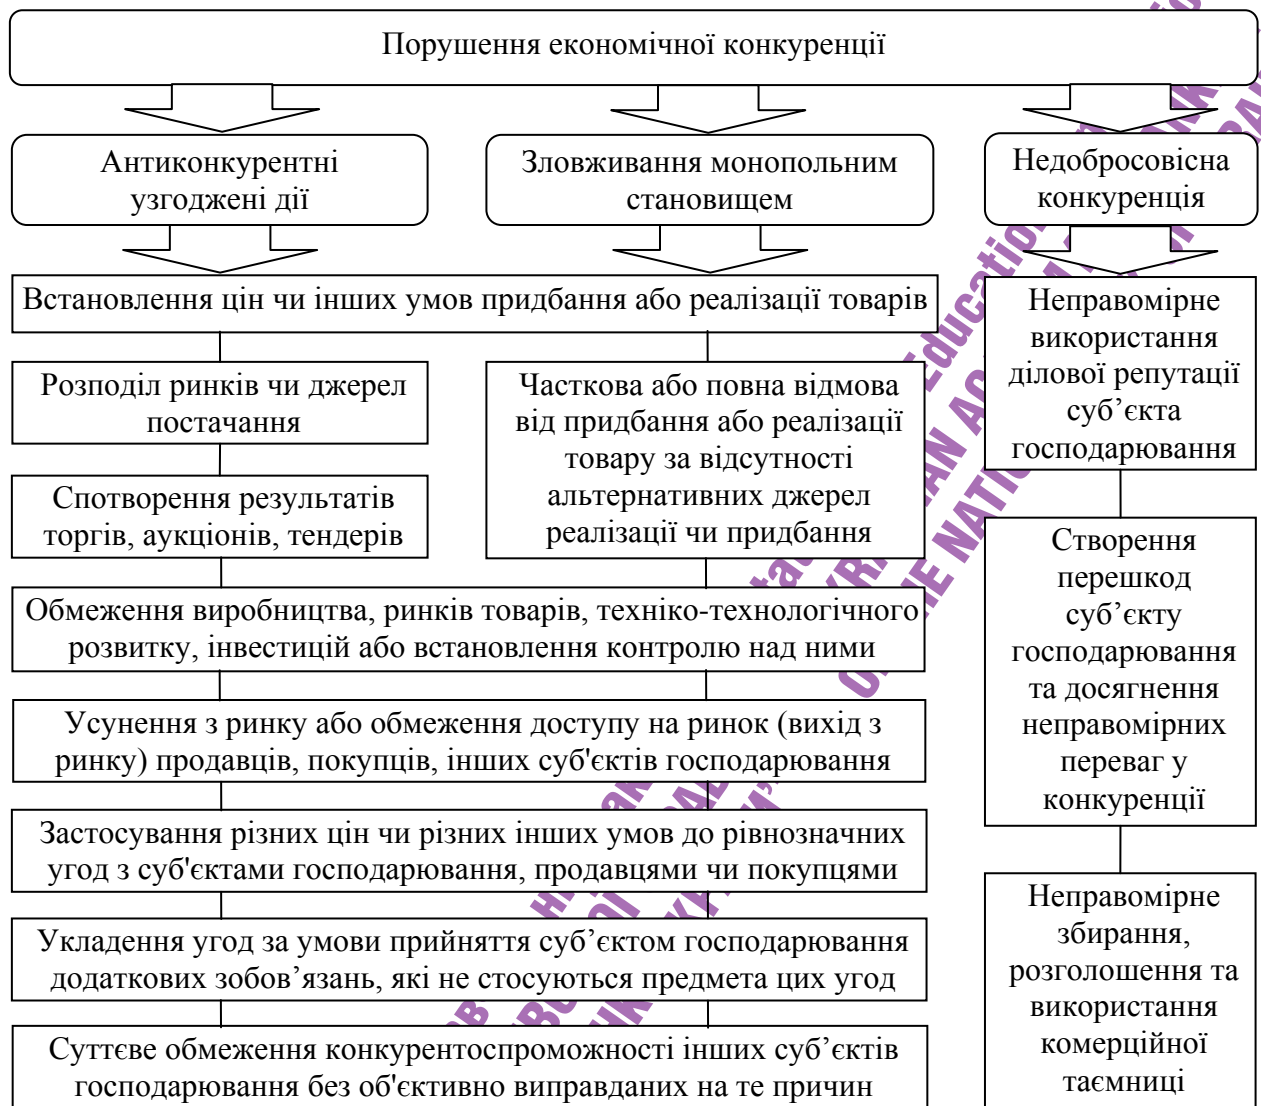 Порушення економічної конкуренції
Антиконкурентні
узгоджені дії
Зловживання монопольним
становищем
Недобросовісна
конкуренція
Встановлення цін чи інших умов придбання або реалізації товарів
Розподіл ринків чи джерел
постачання
Спотворення результатів
торгів, аукціонів, тендерів
Часткова або повна відмова
від придбання або реалізації
товару за відсутності
альтернативних джерел
реалізації чи придбання
Обмеження виробництва, ринків товарів, техніко-технологічного
розвитку, інвестицій або встановлення контролю над ними
Усунення з ринку або обмеження доступу на ринок (вихід з
ринку) продавців, покупців, інших суб'єктів господарювання
Застосування різних цін чи різних інших умов до рівнозначних
угод з суб'єктами господарювання, продавцями чи покупцями
Укладення угод за умови прийняття суб’єктом господарювання
додаткових зобов’язань, які не стосуються предмета цих угод
Суттєве обмеження конкурентоспроможності інших суб’єктів
господарювання без об'єктивно виправданих на те причин
Неправомірне
використання
ділової репутації
суб’єкта
господарювання
Створення
перешкод
суб’єкту
господарювання
та досягнення
неправомірних
переваг у
конкуренції
Неправомірне
збирання,
розголошення та
використання
комерційної
таємниці